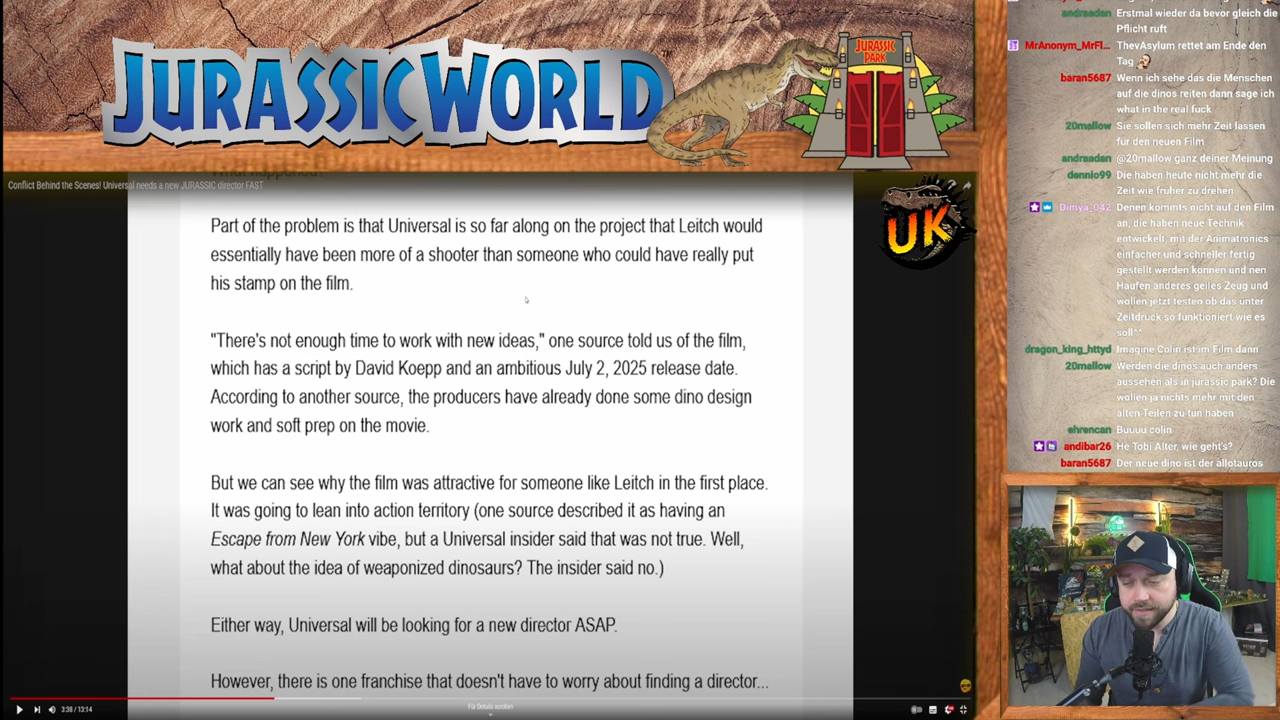 JURASSIC WORLD
JURASSIC
PARK
Conflict Behind the Scenes! Universal needs a new JURASSIC director FAST
UK
Part of the problem is that Universal is so far along on the project that Leitch would
essentially have been more of a shooter than someone who could have really put
his stamp on the film.
"There's not enough time to work with new ideas," one source told us of the film,
which has a script by David Koepp and an ambitious July 2, 2025 release date.
According to another source, the producers have already done some dino design
work and soft prep on the movie.
But we can see why the film was attractive for someone like Leitch in the first place.
It was going to lean into action territory (one source described it as having an
Escape from New York vibe, but a Universal insider said that was not true. Well,
what about the idea of weaponized dinosaurs? The insider said no.)
Either way, Universal will be looking for a new director ASAP.
However, there is one franchise that doesn't have to worry about finding a director...
3:38 / 13:14
Für Details scrollen
andraadan Erstmal wieder da bevor gleich die
Pflicht ruft
MrAnonym_MrFl... ThevAsylum rettet am Ende den
Tag
baran5687 Wenn ich sehe das die Menschen
auf die dinos reiten dann sage ich
what in the real fuck
20mallow Sie sollen sich mehr Zeit lassen
für den neuen Film
andraadan @20mallow ganz deiner Meinung
dennio99 Die haben heute nicht mehr die
Zeit wie früher zu drehen
Dimya_042 Denen kommts nicht auf den Film
an, die haben neue Technik
entwickelt, mit der Animatronics
einfacher und schneller fertig
gestellt werden können und nen
Haufen anderes geiles Zeug und
wollen jetzt testen ob das unter
Zeitdruck so funktioniert wie es
soll^^
dragon_king_httyd Imagine Colin ist im Film dann
20mallow Werden die dinos auch anders
aussehen als in jurassic park? Die
wollen ja nichts mehr mit den
alten Teilen zu tun haben
ehrencan Buuuu colin
andibar26 He Tobi Alter, wie geht's?
baran5687 Der neue dino ist der allotauros